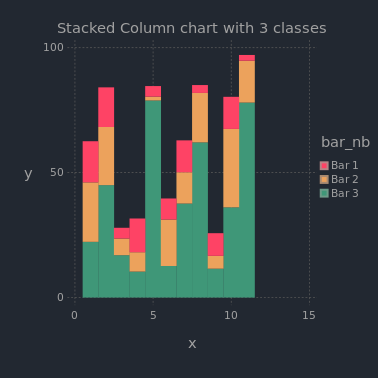 Stacked Column chart with 3 classes
100
50
0
y
0 5 10 15
x
bar_nb
Bar 1
Bar 2
Bar 3